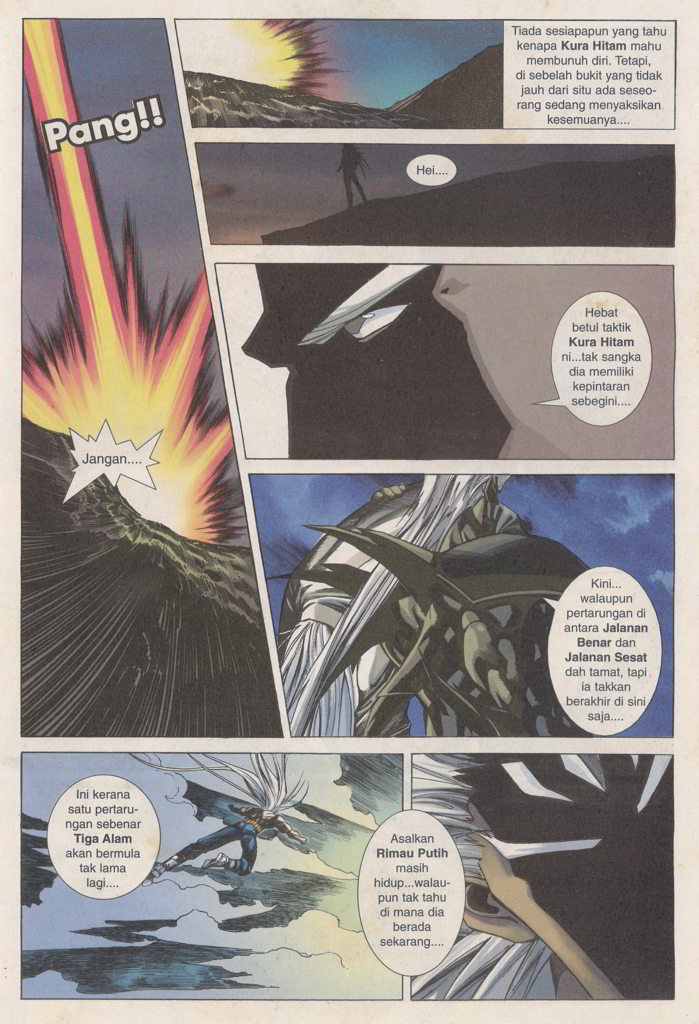 Pang!!
Jangan....
Tiada sesiapapun yang tahu
kenapa Kura Hitam mahu
membunuh diri. Tetapi,
di sebelah bukit yang tidak
jauh dari situ ada seseo-
rang sedang menyaksikan
kesemuanya....
Hei....
Hebat
betul taktik
Kura Hitam
ni...tak sangka
dia memiliki
kepintaran
sebegini....
Kini...
walaupun
pertarungan di
antara Jalanan
Benar dan
Jalanan Sesat
dah tamat, tapi
ia takkan
berakhir di sini
saja....
Ini kerana
satu pertaru-
ngan sebenar
Tiga Alam
akan bermula
tak lama
lagi....
Asalkan
Rimau Putih
masih
hidup...walau-
pun tak tahu
di mana dia
berada
sekarang....